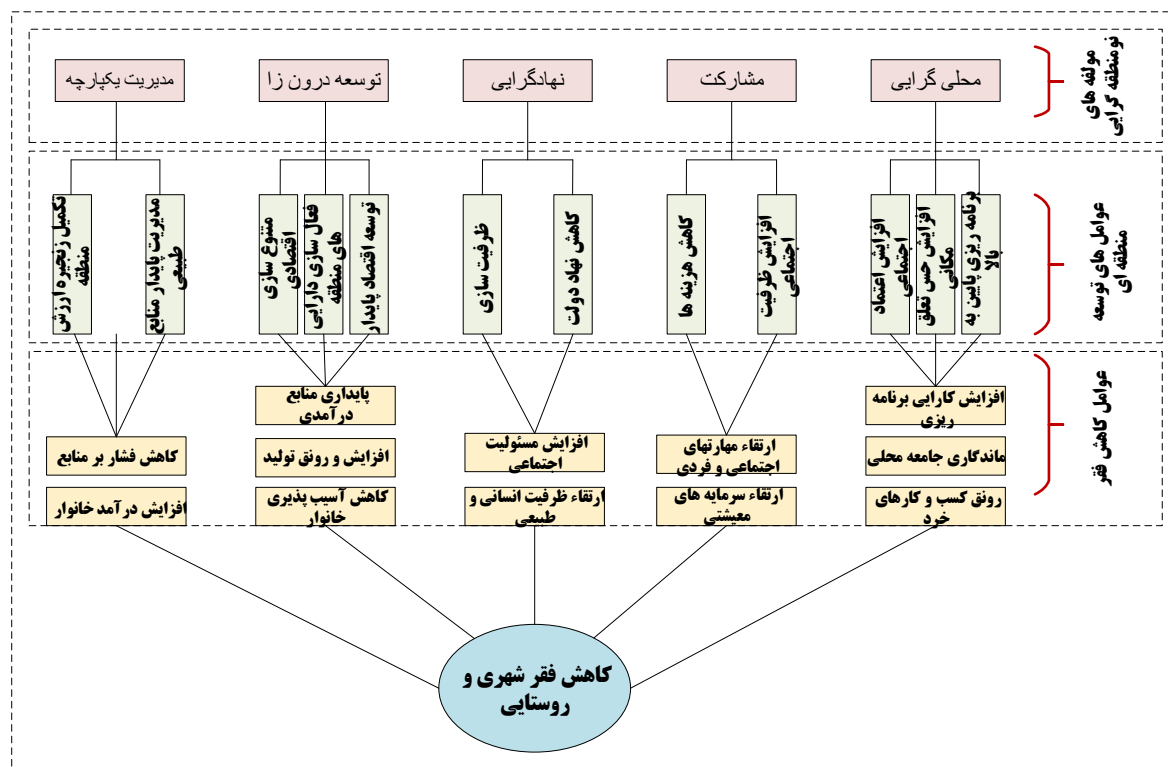 مولفه های
نومنطقه گرایی
محلی گرایی
مشارکت
نهادگرایی
توسعه درون زا
مدیریت یکپارچه
عوامل های توسعه
منطقه ای
برنامه ریزی پایین به
بالا
افزایش حس تعلق
مکانی
افزایش اعتماد
اجتماعی
افزایش ظرفیت
اجتماعی
کاهش هزینه ها
کاهش نهاد دولت
ظرفیت سازی
توسعه اقتصاد پایدار
فعال سازی دارایی
های منطقه
متنوع سازی
اقتصادی
مدیریت پایدار منابع
طبیعی
تکمیل زنجیره ارزش
منطقه
عوامل کاهش فقر
افزایش کارایی برنامه
ریزی
ماندگاری جامعه محلی
رونق کسب و کارهای
خرد
ارتقاء مهارتهای
اجتماعی و فردی
ارتقاء سرمایه های
معیشتی
افزایش مسئولیت
اجتماعی
ارتقاء ظرفیت انسانی و
طبیعی
پایداری منابع
درآمدی
افزایش و رونق تولید
کاهش آسیب پذیری
خانوار
کاهش فشار بر منابع
افزایش درآمد خانوار
کاهش فقر شهری و
روستایی